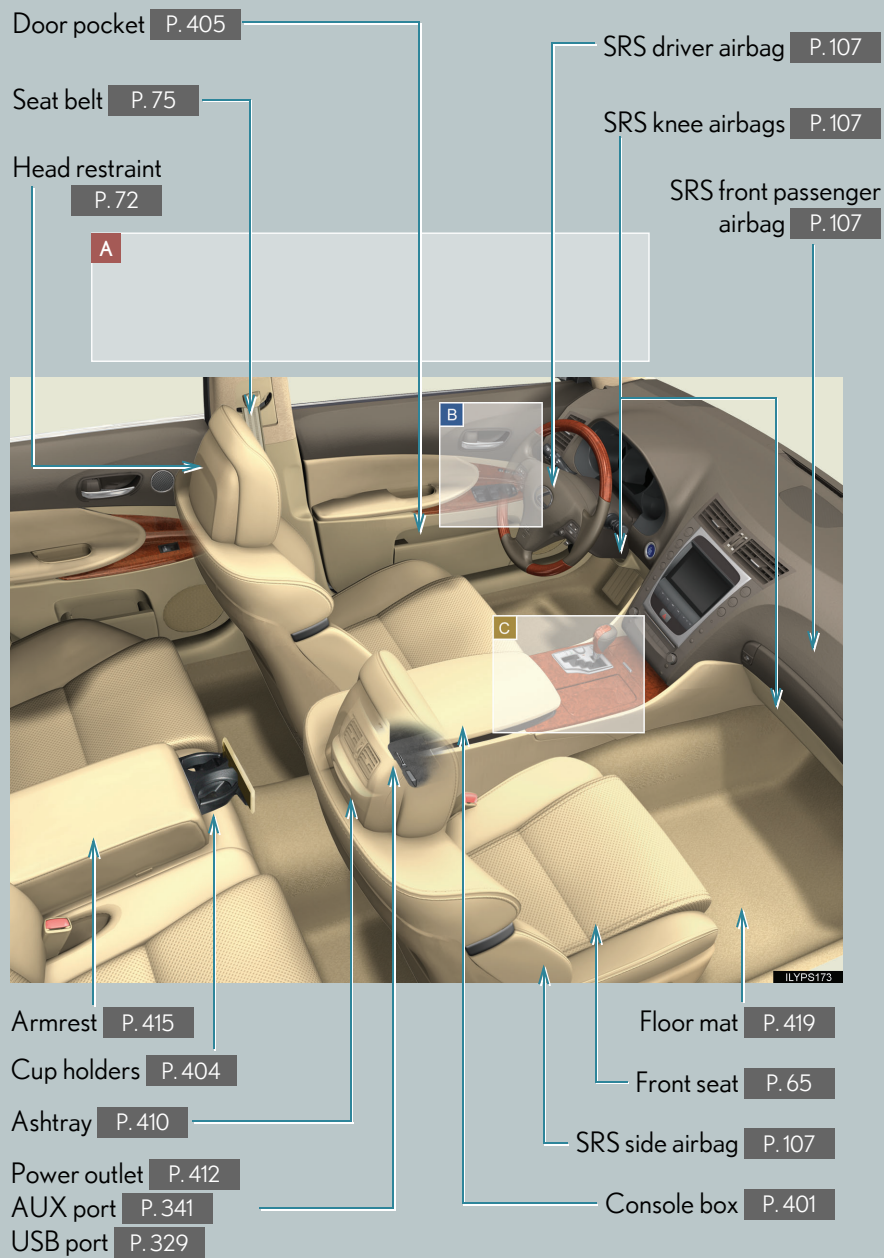 Door pocket P. 405
Seat belt P. 75
Head restraint
P. 72
SRS driver airbag P. 107
SRS knee airbags P. 107
SRS front passenger
airbag P. 107
A
B
C
ILYPS173
Armrest P. 415
Cup holders P. 404
Ashtray P. 410
Power outlet P. 412
AUX port P. 341
USB port P. 329
Floor mat P. 419
Front seat P. 65
SRS side airbag P. 107
Console box P. 401